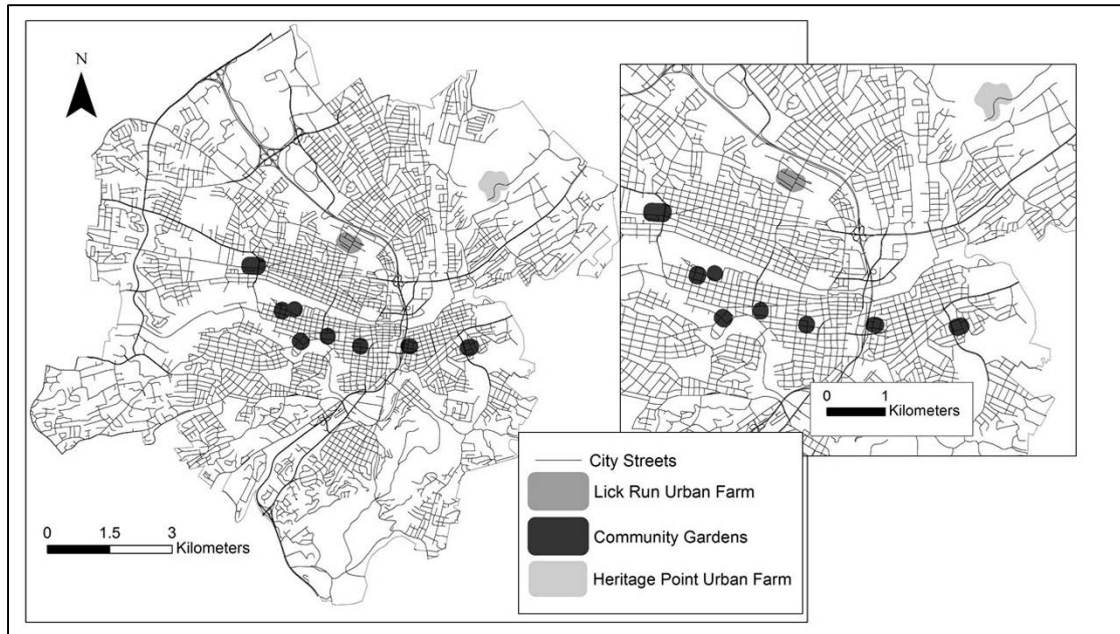 N
0 1
Kilometers
City Streets
Lick Run Urban Farm
Community Gardens
Heritage Point Urban Farm
0 1.5 3
Kilometers